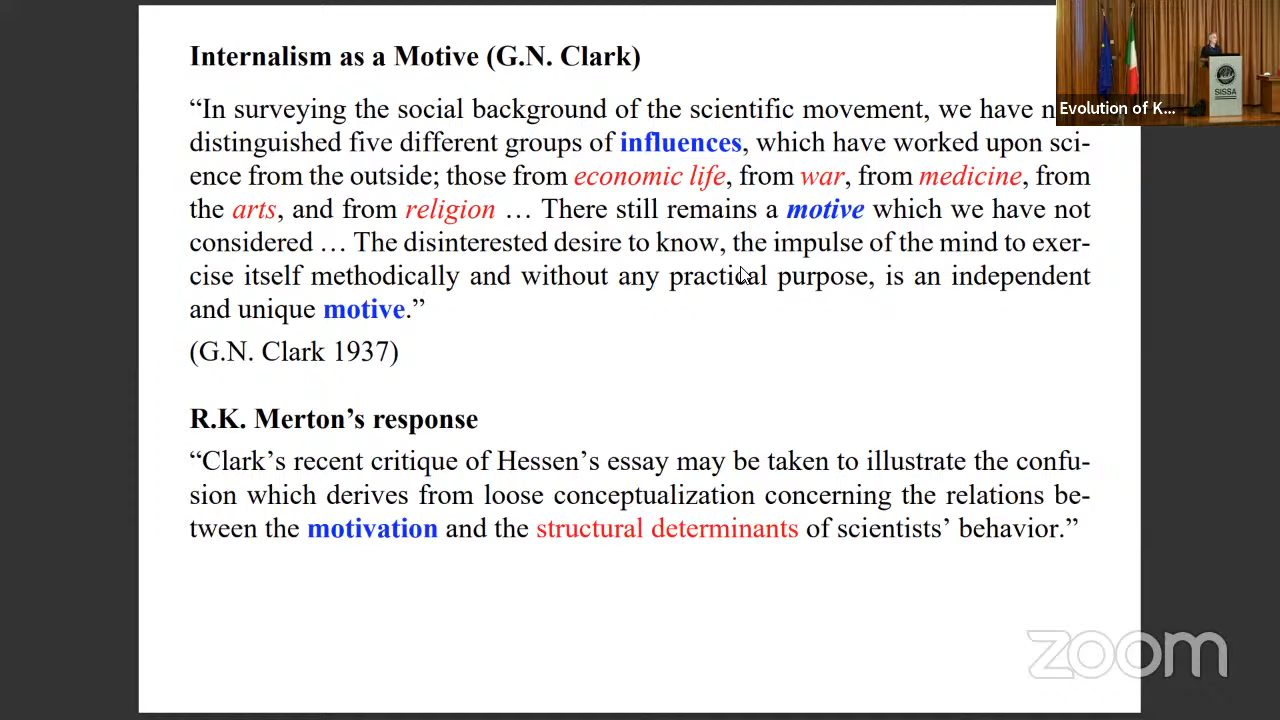 Internalism as a Motive (G.N. Clark)
“In surveying the social background of the scientific movement, we have
distinguished five different groups of influences, which have worked upon sci-
ence from the outside; those from economic life, from war, from medicine, from
the arts, and from religion … There still remains a motive which we have not
considered … The disinterested desire to know, the impulse of the mind to exer-
cise itself methodically and without any practical purpose, is an independent
and unique motive.”
(G.N. Clark 1937)
R.K. Merton’s response
“Clark’s recent critique of Hessen’s essay may be taken to illustrate the confu-
sion which derives from loose conceptualization concerning the relations be-
tween the motivation and the structural determinants of scientists’ behavior.”
SISSA
Evolution of K...
zoom